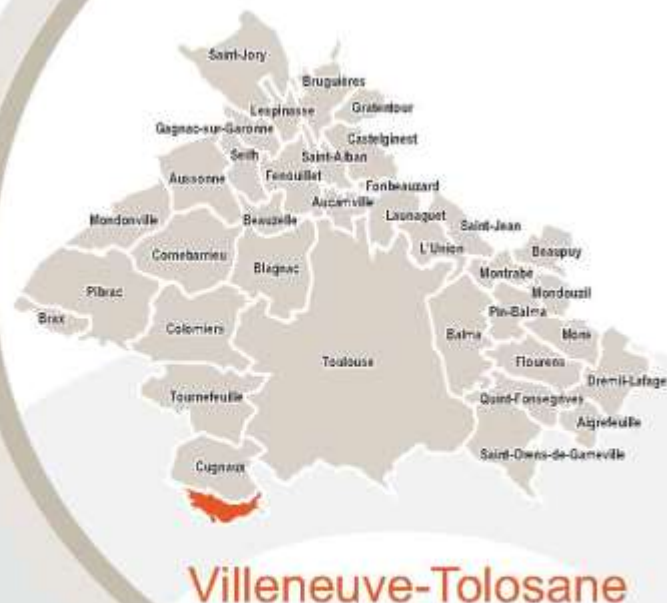 Saint-Jory
Bruguières
Lespinasse
Gratentour
Gagnac-sur-Garonne
Castelginest
Seilh
Saint-Alban
Aussonne
Fenouillet
Fonbeauzard
Aucamville
Mondonville
Beauzelle
Launaguet
Saint-Jean
L'Union
Beaupuy
Cornebarrieu
Blagnac
Montrabé
Pibrac
Mondouzil
Pin-Balma
Brax
Colomiers
Balma
Mons
Toulouse
Flourens
Drémil-Lafage
Tournefeuille
Quint-Fonsegrives
Aigrefeuille
Saint-Orens-de-Gameville
Cugnaux
Villeneuve-Tolosane